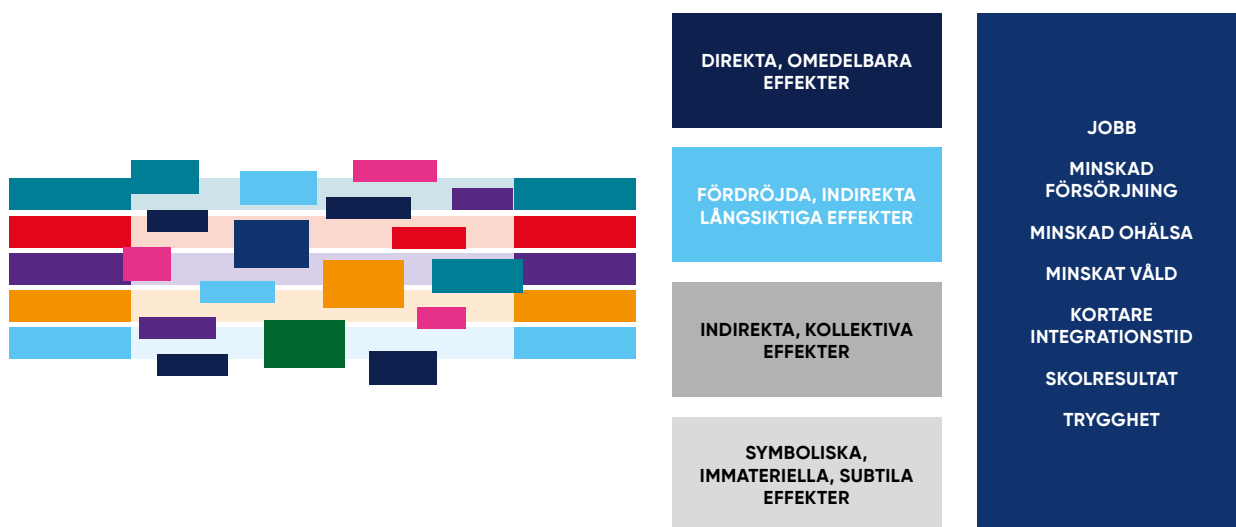 DIREKTA, OMEDELBARA
EFFEKTER
FÖRDRÖJDA, INDIREKTA
LÅNGSIKTIGA EFFEKTER
INDIREKTA, KOLLEKTIVA
EFFEKTER
SYMBOLISKA,
IMMATERIELLA, SUBTILA
EFFEKTER
JOBB
MINSKAD
FÖRSÖRJNING
MINSKAD OHÄLSA
MINSKAT VÅLD
KORTARE
INTEGRATIONSTID
SKOLRESULTAT
TRYGGHET